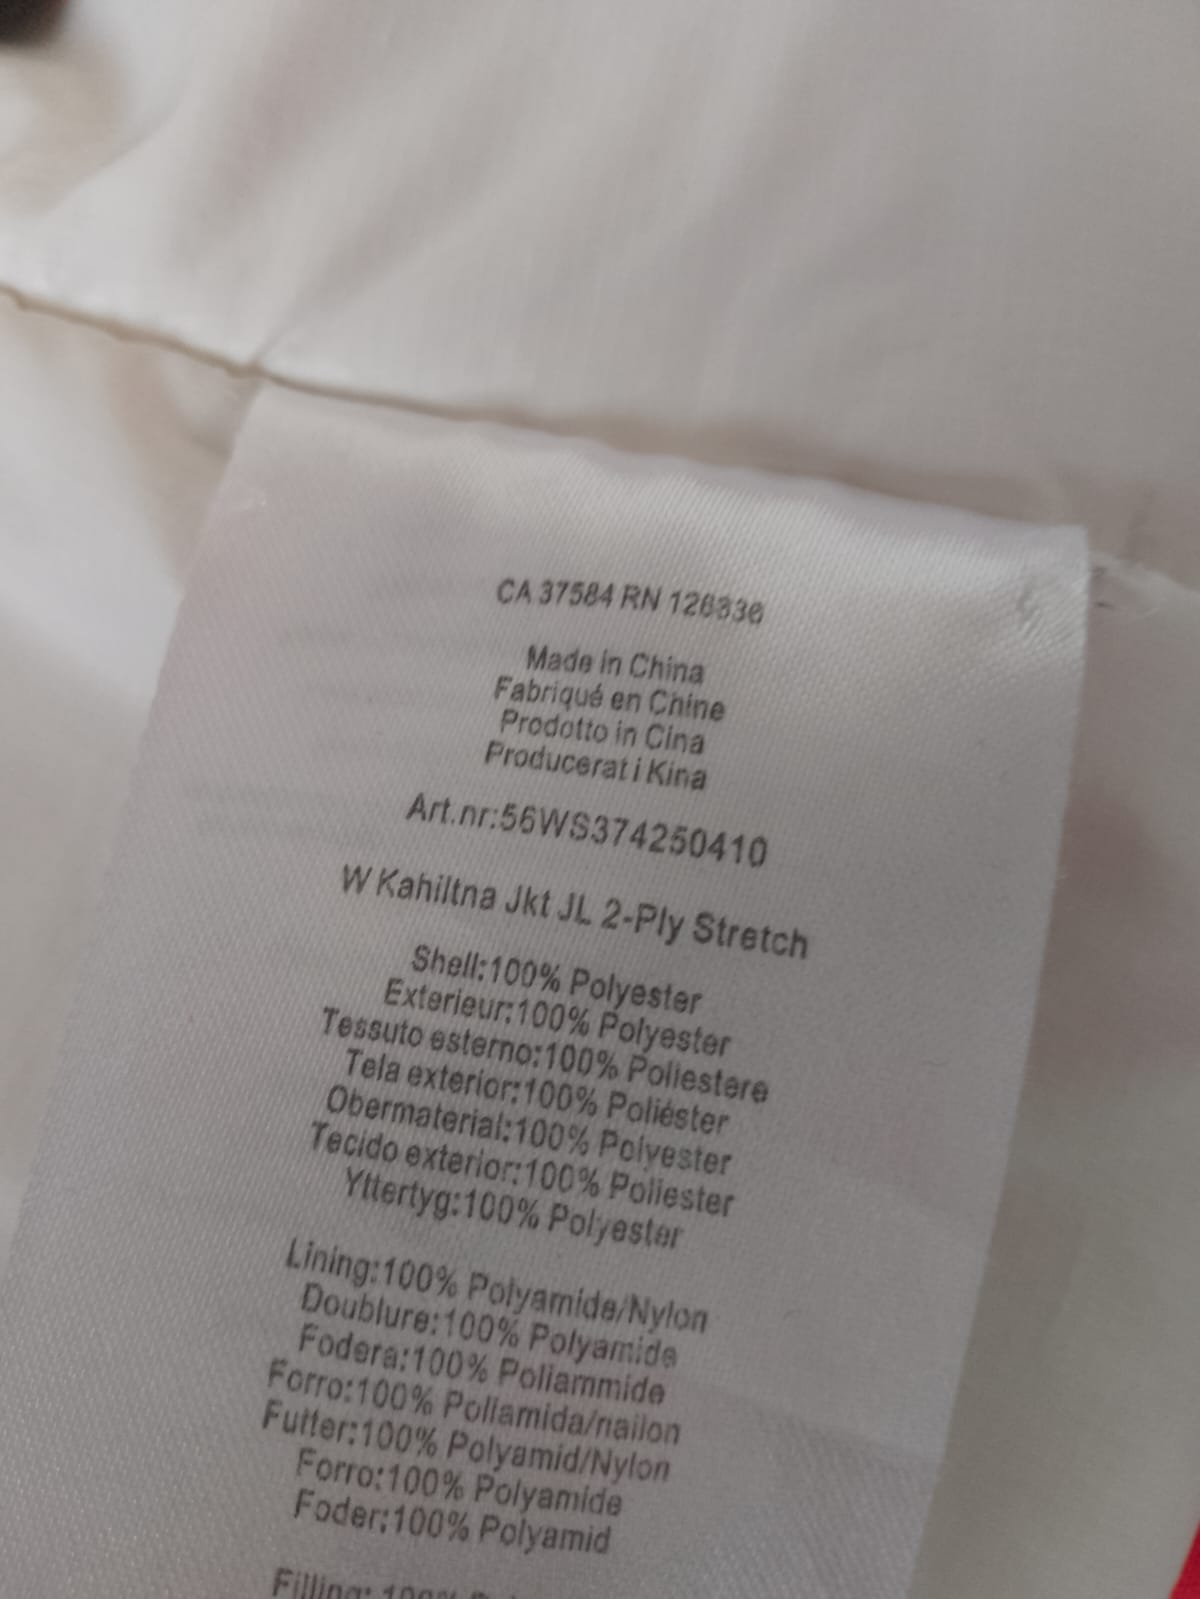 CA 37584 RN 128336
Made in China
Fabriqué en Chine
Prodotto in Cina
Producerat i Kina
Art.nr:56WS374250410
W Kahiltna Jkt JL 2-Ply Stretch
Shell:100% Polyester
Exterieur:100% Polyester
Tessuto esterno:100% Poliestere
Tela exterior:100% Poliéster
Obermaterial:100% Polyester
Tecido exterior:100% Poliester
Yttertyg:100% Polyester
Lining:100% Polyamide/Nylon
Doublure:100% Polyamide
Fodera:100% Poliammide
Forro:100% Poliamida/nailon
Futter:100% Polyamid/Nylon
Forro:100% Polyamide
Foder:100% Polyamid
Filling: 100%